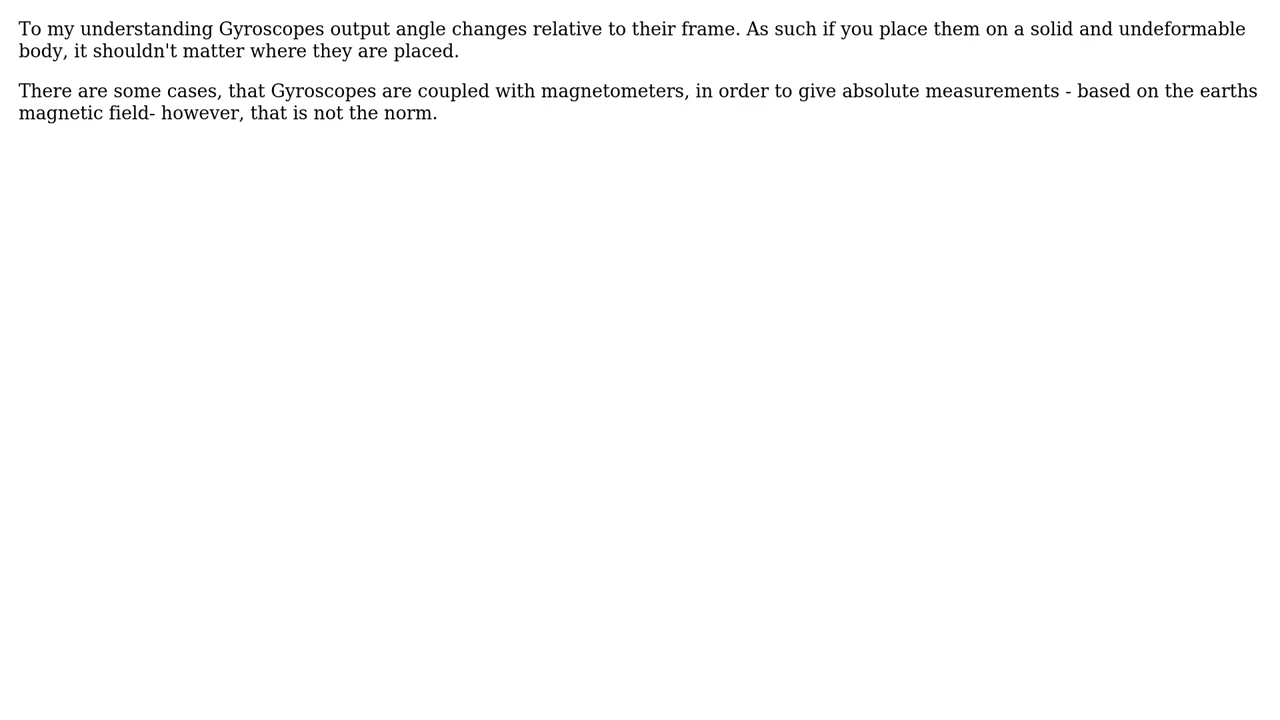 To my understanding Gyroscopes output angle changes relative to their frame. As such if you place them on a solid and undeformable
body, it shouldn't matter where they are placed.
There are some cases, that Gyroscopes are coupled with magnetometers, in order to give absolute measurements - based on the earths
magnetic field- however, that is not the norm.